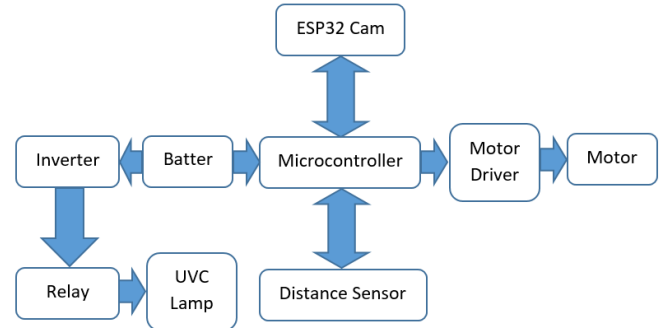 ESP32 Cam
Inverter
Batter
Microcontroller
Motor
Driver
Motor
Relay
UVC
Lamp
Distance Sensor